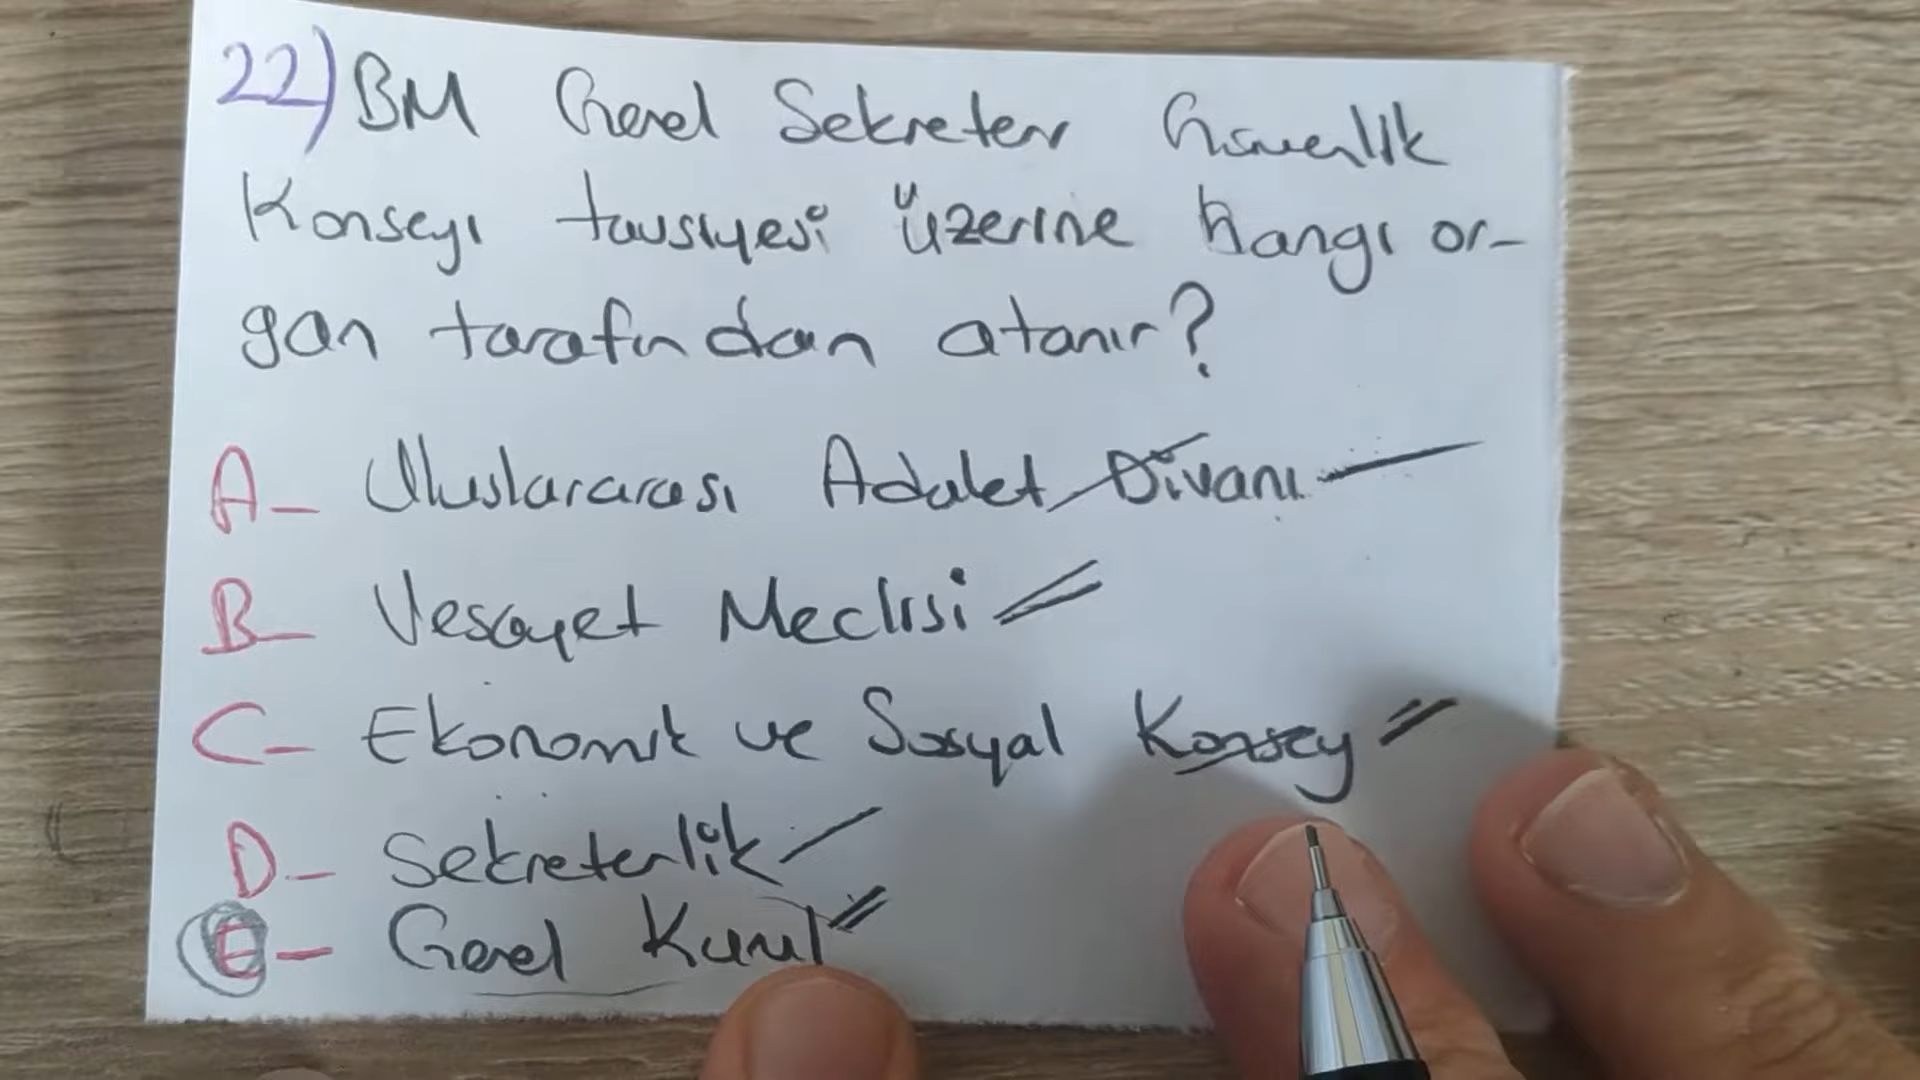 22) BM Genel Sekreteri Güvenlik
Konseyi tavsiyesi üzerine hangi or-
gan tarafından atanır?
A- Uluslararası Adalet Divanı
B- Vesayet Meclisi
C- Ekonomik ve Sosyal Konsey
D- Sekreterlik
E- Genel Kurul